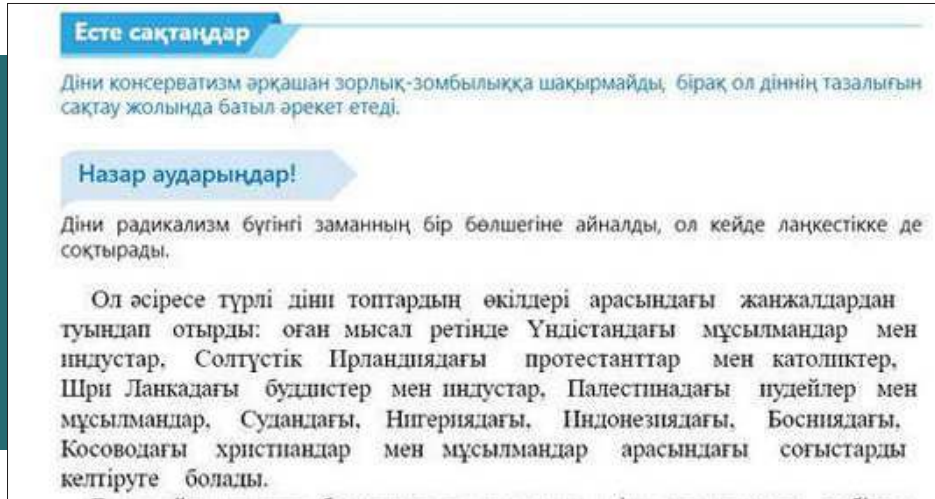 Есте сақтаңдар
Діни консерватизм әрқашан зорлық-зомбылыққа шақырмайды, бірақ ол діннің тазалығын
сақтау жолында батыл әрекет етеді.
Назар аударыңдар!
Діни радикализм бүгінгі заманның бір бөлшегіне айналды, ол кейде лаңкестікке де
соқтырады.
Ол әсіресе түрлі діни топтардың өкілдері арасындағы жанжалдардан
туындап отырды: оған мысал ретінде Үндістандағы мұсылмандар мен
индустар, Солтүстік Ирландиядағы протестанттар мен католиктер,
Шри Ланкадағы буддистер мен индустар, Палестинадағы иудейлер мен
мұсылмандар, Судандағы, Нигериядағы, Индонезиядағы, Босниядағы,
Косоводағы христиандар мен мұсылмандар арасындағы соғыстарды
келтіруге болады.